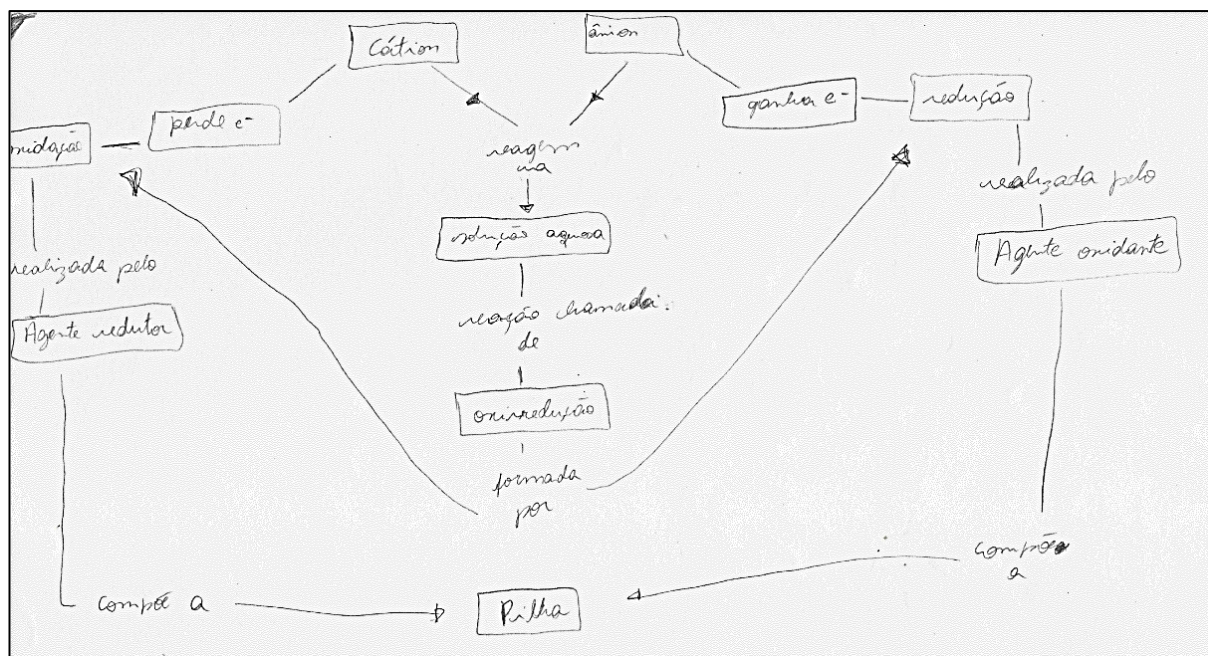 Cátion
ânion
perde e-
ganha e-
redução
oxidação
reagem
na
realizada pelo
solução aquosa
Agente oxidante
realizada pelo
reação chamada
de
Agente redutor
oxirredução
formada
por
compõe
a
compõe a
Pilha